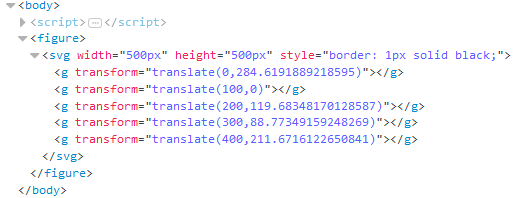 <body>
<script>…</script>
<figure>
<svg width="500px" height="500px" style="border: 1px solid black;">
<g transform="translate(0,284.6191889218595)"></g>
<g transform="translate(100,0)"></g>
<g transform="translate(200,119.68348170128587)"></g>
<g transform="translate(300,88.77349159248269)"></g>
<g transform="translate(400,211.6716122650841)"></g>
</svg>
</figure>
</body>